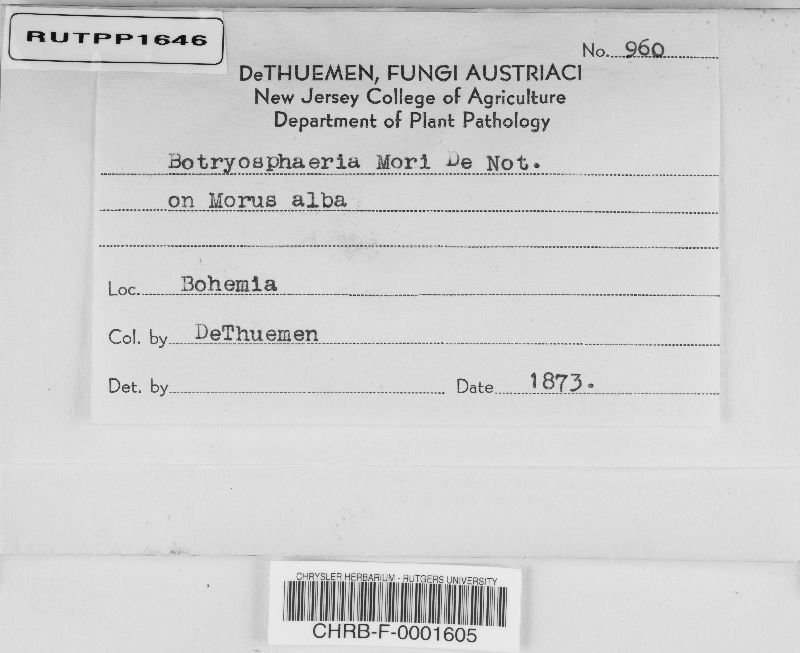 RUTPP1646
No. 960
DeTHUEMEN, FUNGI AUSTRIACI
New Jersey College of Agriculture
Department of Plant Pathology
Botryosphaeria Mori De Not.
on Morus alba
Loc. Bohemia
Col. by DeThuemen
Det. by Date 1873.
CHRYSLER HERBARIUM - RUTGERS UNIVERSITY
CHRB-F-0001605